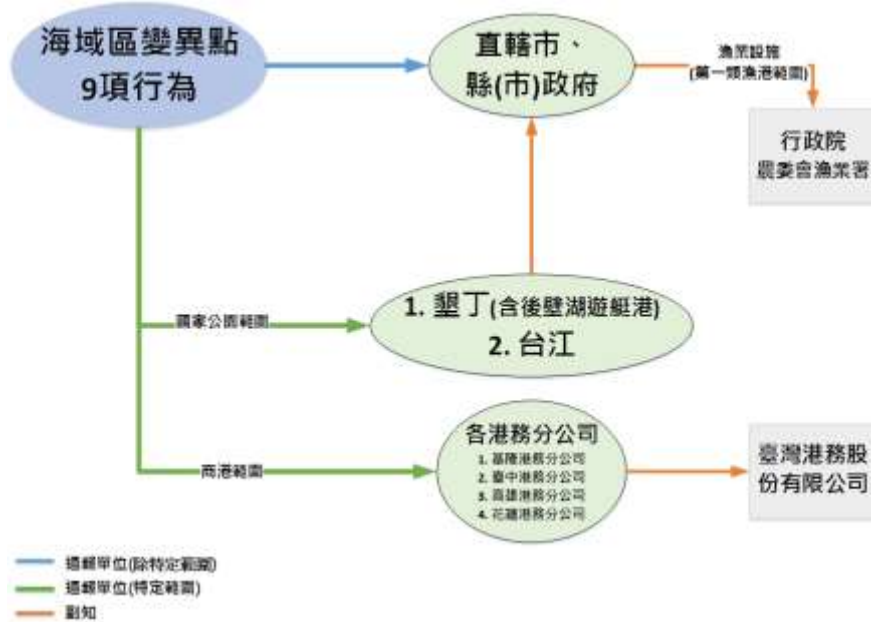 海域區變異點
9項行為
直轄市、
縣(市)政府
漁業設施
(第一類漁港範圍)
行政院
農委會漁業署
1. 墾丁(含後壁湖遊艇港)
2. 台江
國家公園範圍
各港務分公司
1. 基隆港務分公司
2. 臺中港務分公司
3. 高雄港務分公司
4. 花蓮港務分公司
商港範圍
臺灣港務股
份有限公司
通報單位(除特定範圍)
通報單位(特定範圍)
副知